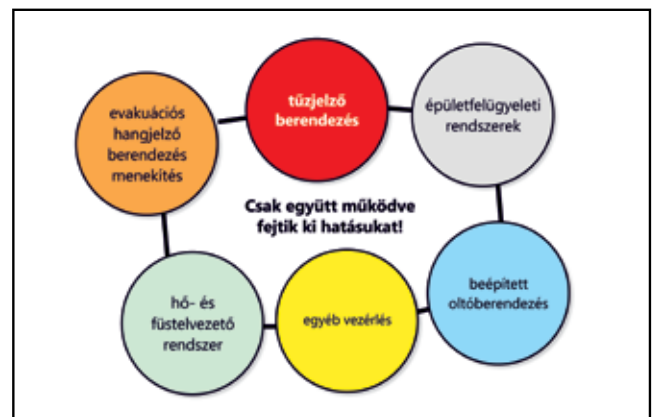 tűzjelző
berendezés
épületfelügyeleti
rendszerek
beépített
oltóberendezés
egyéb vezérlés
hő- és
füstelvezető
rendszer
evakuációs
hangjelző
berendezés
menekítés
Csak együtt működve
fejtik ki hatásukat!